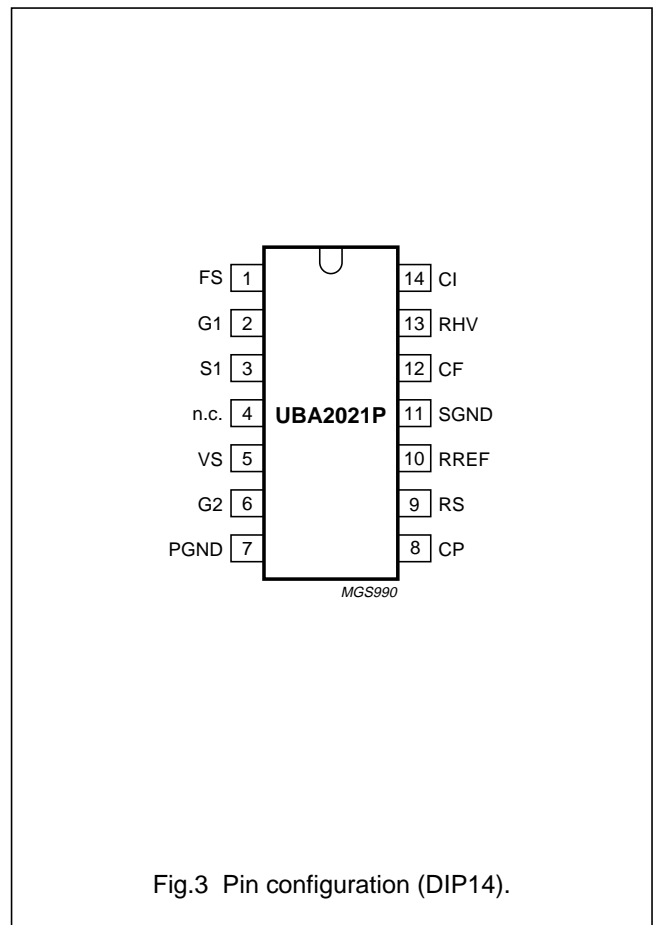 FS 1 14 CI
G1 2 13 RHV
S1 3 12 CF
n.c. 4 UBA2021P 11 SGND
VS 5 10 RREF
G2 6 9 RS
PGND 7 8 CP
MGS990
Fig.3 Pin configuration (DIP14).